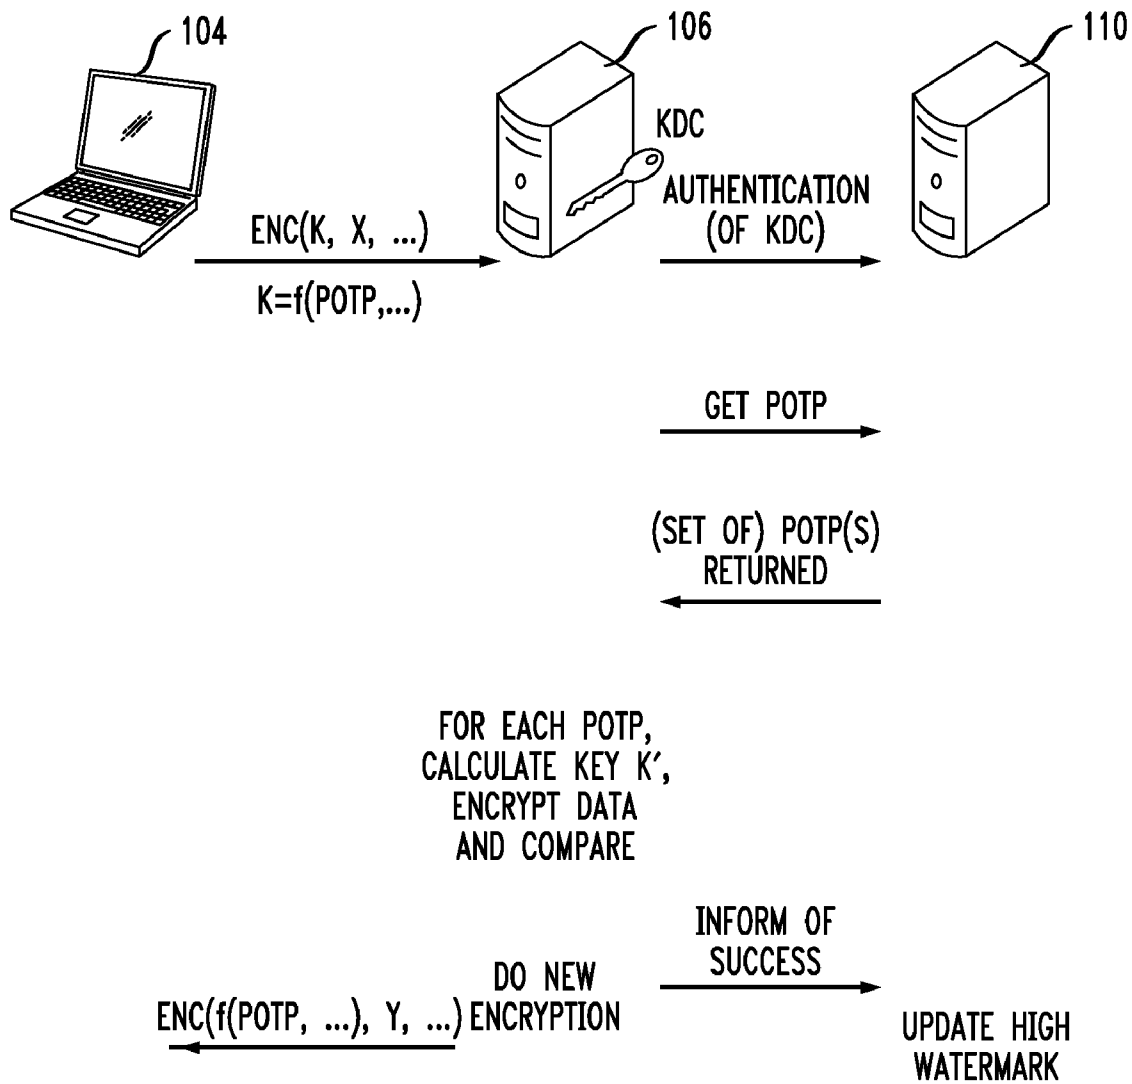 104
106
110
KDC
AUTHENTICATION
(OF KDC)
ENC(K, X, ...)
K=f(POTP,...)
GET POTP
(SET OF) POTP(S)
RETURNED
FOR EACH POTP,
CALCULATE KEY K′,
ENCRYPT DATA
AND COMPARE
INFORM OF
SUCCESS
DO NEW
ENCRYPTION
ENC(f(POTP, ...), Y, ...)
UPDATE HIGH
WATERMARK